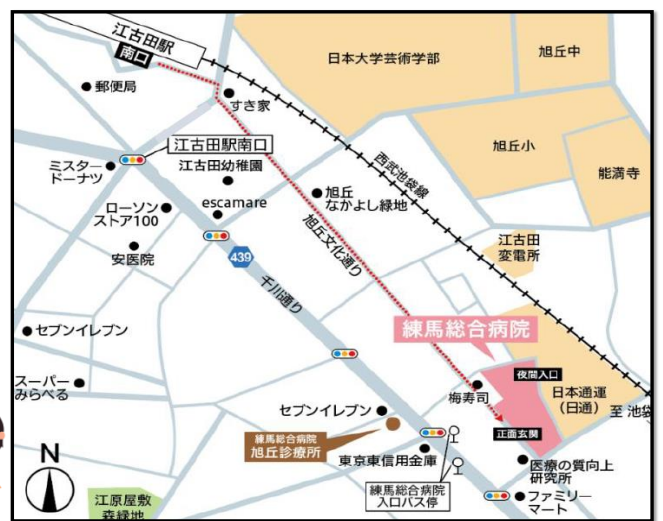 江古田駅
南口
日本大学芸術学部
旭丘中
郵便局
すき家
江古田駅南口
ミスター
ドーナツ
江古田幼稚園
西武池袋線
旭丘小
能満寺
ローソン
ストア100
escamare
旭丘
なかよし緑地
安医院
439
千川通り
旭丘文化通り
江古田
変電所
練馬総合病院
セブンイレブン
夜間入口
スーパー
みらべる
梅寿司
日本通運
(日通)
至 池袋
セブンイレブン
正面玄関
練馬総合病院
旭丘診療所
東京東信用金庫
医療の質向上
研究所
N
練馬総合病院
入口バス停
ファミリー
マート
江原屋敷
森緑地